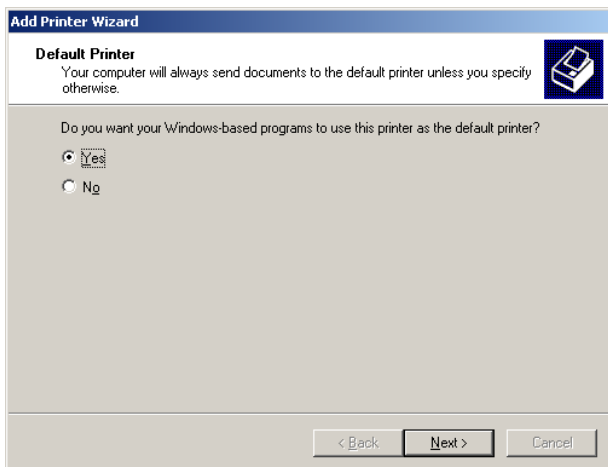 Add Printer Wizard
Default Printer
Your computer will always send documents to the default printer unless you specify
otherwise.
Do you want your Windows-based programs to use this printer as the default printer?
Yes
No
< Back
Next >
Cancel